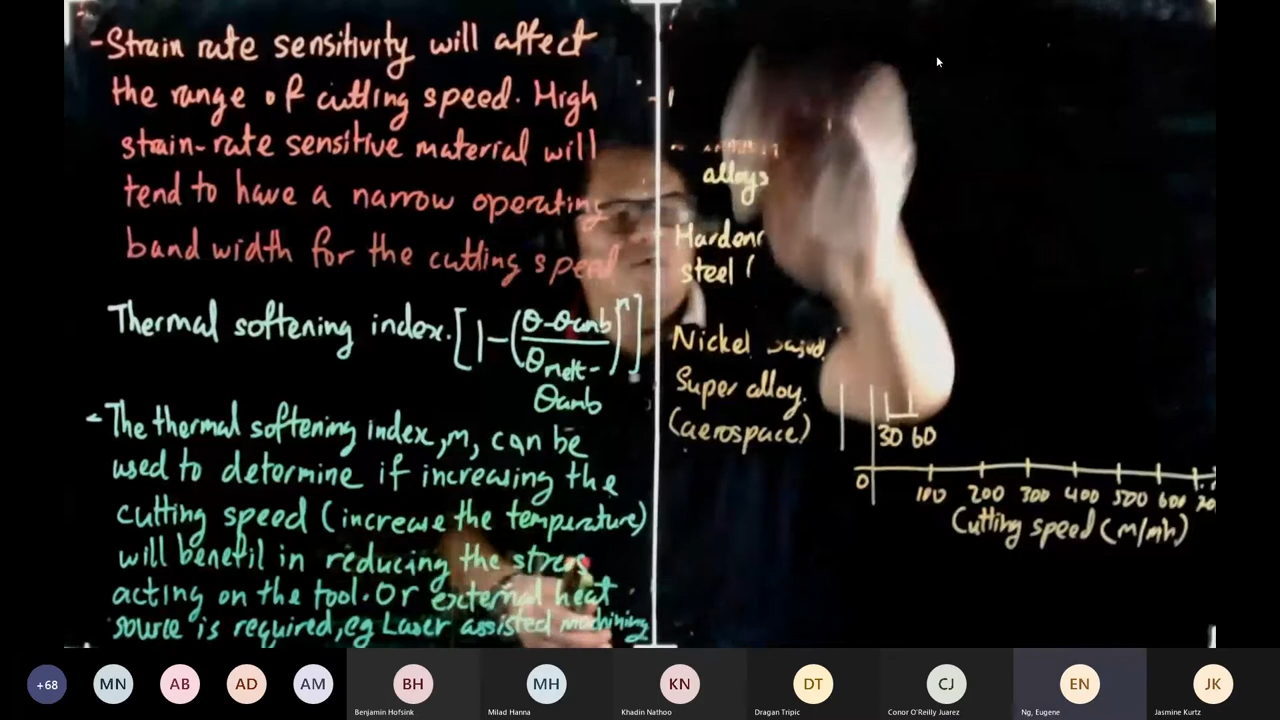 -Strain rate sensitivity will affect
the range of cutting speed. High
strain-rate sensitive material will
tend to have a narrow operating
band width for the cutting speed
Thermal softening index. [1-(θ-θamb/θmelt-θamb)^m]
- The thermal softening index, m, can be
used to determine if increasing the
cutting speed (increase the temperature)
will benefit in reducing the stress
acting on the tool. Or external heat
source is required, eg Laser assisted machining
alloys
steel (
Nickel based
Super alloy.
(aerospace)
30 60
0 100 200 300 400 500 600
Cutting speed (m/min)
+68 MN AB AD AM BH MH KN DT CJ EN JK
Benjamin Hofsink Milad Hanna Khadin Nathoo Dragan Tripic Conor O'Reilly Juarez Ng, Eugene Jasmine Kurtz